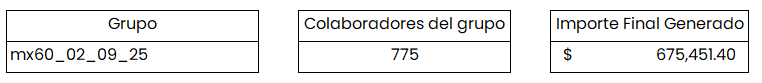 Grupo Colaboradores del grupo Importe Final Generado
mx60_02_09_25 775 $ 675,451.40